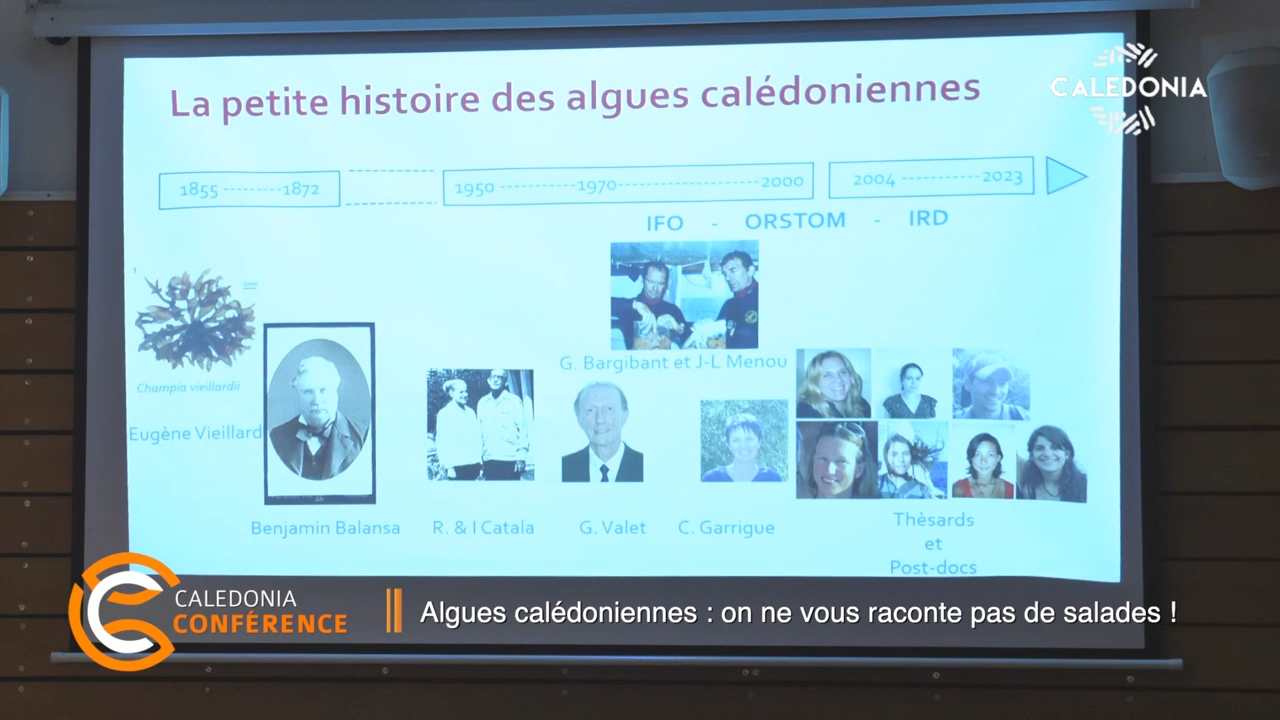 La petite histoire des algues calédoniennes
CALEDONIA
1855 ---------1872
1950 -----------1970--------------------2000
2004 -----------2023
IFO - ORSTOM - IRD
G. Bargibant et J-L Menou
Champia vieillardii
Eugène Vieillard
Benjamin Balansa
R. & I Catala
G. Valet
C. Garrigue
Thèsards
et
Post-docs
CALEDONIA
CONFÉRENCE
Algues calédoniennes : on ne vous raconte pas de salades !